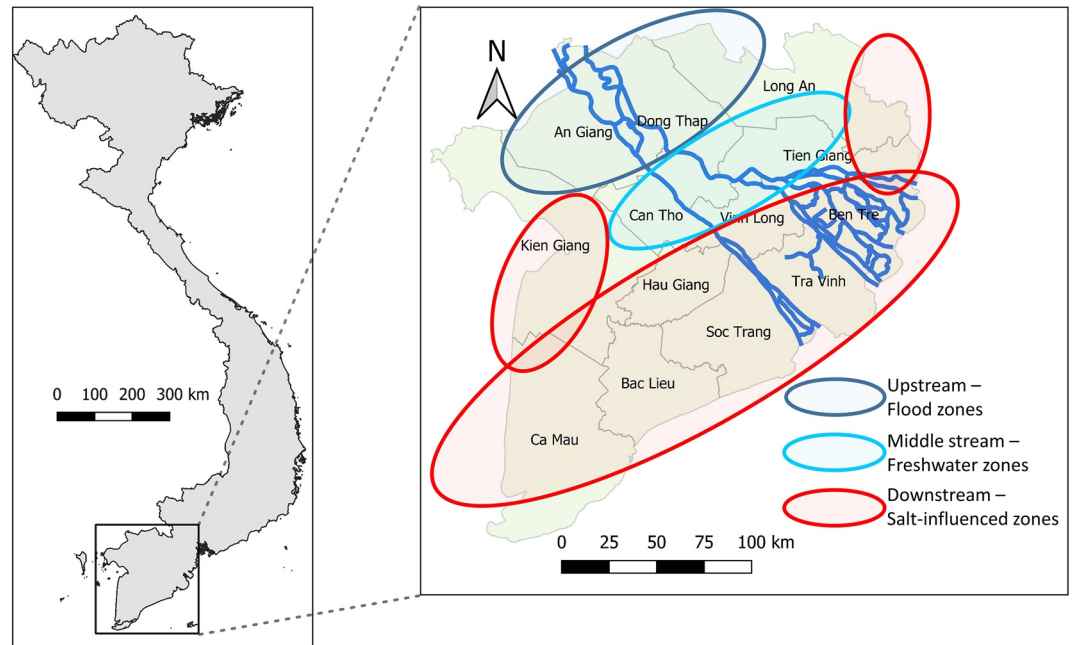 N
Long An
Dong Thap
An Giang
Tien Giang
Can Tho
Vinh Long
Ben Tre
Kien Giang
Hau Giang
Tra Vinh
Soc Trang
Bac Lieu
Ca Mau
0 100 200 300 km
Upstream –
Flood zones
Middle stream –
Freshwater zones
Downstream –
Salt-influenced zones
0 25 50 75 100 km